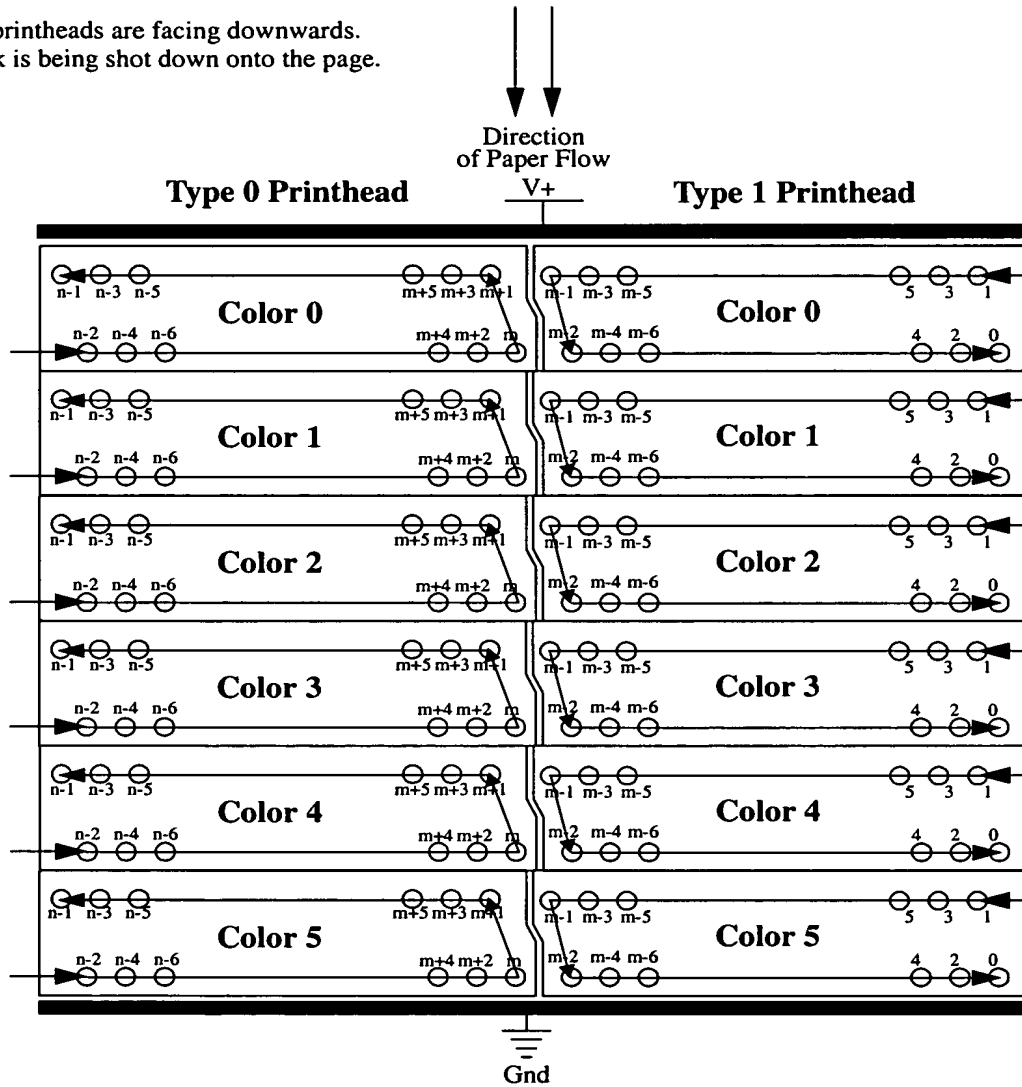 printheads are facing downwards.
k is being shot down onto the page.
Direction
of Paper Flow
Type 0 Printhead V+ Type 1 Printhead
n-1 n-3 n-5 m+5 m+3 m+1 m-1 m-3 m-5 5 3 1
Color 0 Color 0
n-2 n-4 n-6 m+4 m+2 m m-2 m-4 m-6 4 2 0
n-1 n-3 n-5 m+5 m+3 m+1 m-1 m-3 m-5 5 3 1
Color 1 Color 1
n-2 n-4 n-6 m+4 m+2 m m-2 m-4 m-6 4 2 0
n-1 n-3 n-5 m+5 m+3 m+1 m-1 m-3 m-5 5 3 1
Color 2 Color 2
n-2 n-4 n-6 m+4 m+2 m m-2 m-4 m-6 4 2 0
n-1 n-3 n-5 m+5 m+3 m+1 m-1 m-3 m-5 5 3 1
Color 3 Color 3
n-2 n-4 n-6 m+4 m+2 m m-2 m-4 m-6 4 2 0
n-1 n-3 n-5 m+5 m+3 m+1 m-1 m-3 m-5 5 3 1
Color 4 Color 4
n-2 n-4 n-6 m+4 m+2 m m-2 m-4 m-6 4 2 0
n-1 n-3 n-5 m+5 m+3 m+1 m-1 m-3 m-5 5 3 1
Color 5 Color 5
n-2 n-4 n-6 m+4 m+2 m m-2 m-4 m-6 4 2 0
Gnd